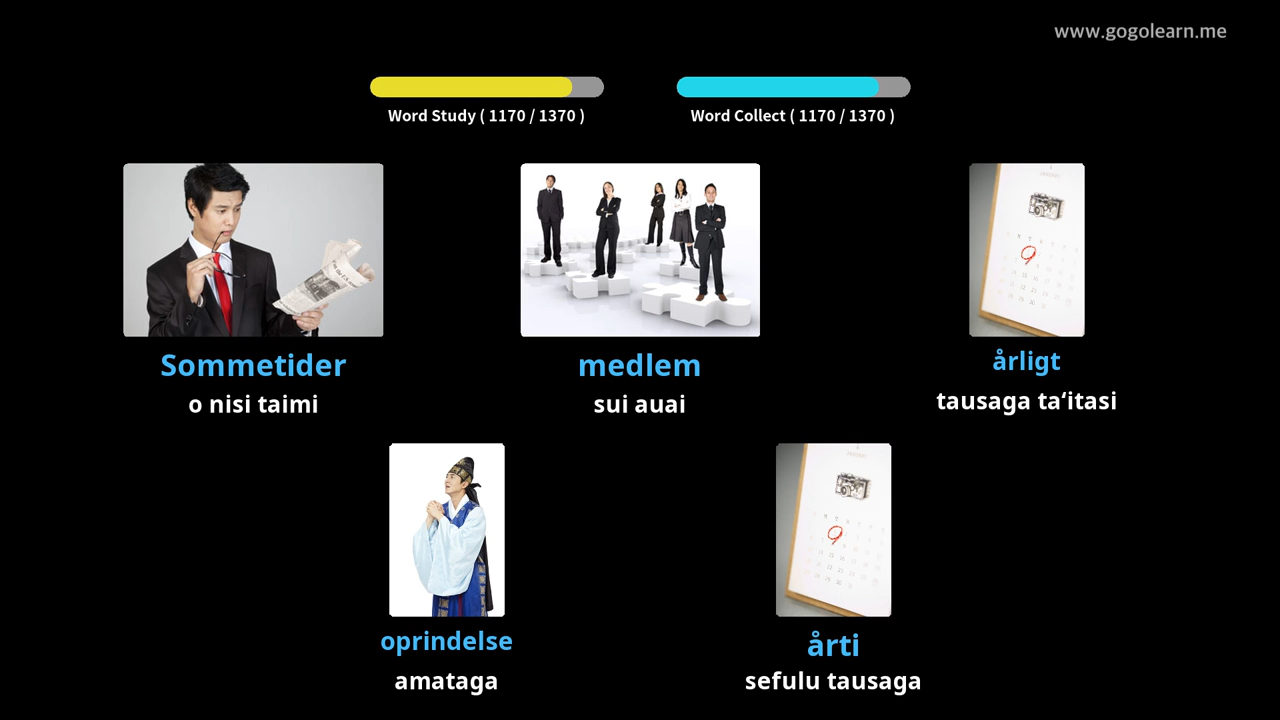 www.gogolearn.me
Word Study ( 1170 / 1370 )
Word Collect ( 1170 / 1370 )
Sommetider
o nisi taimi
medlem
sui auai
årligt
tausaga ta‘itasi
oprindelse
amataga
årti
sefulu tausaga